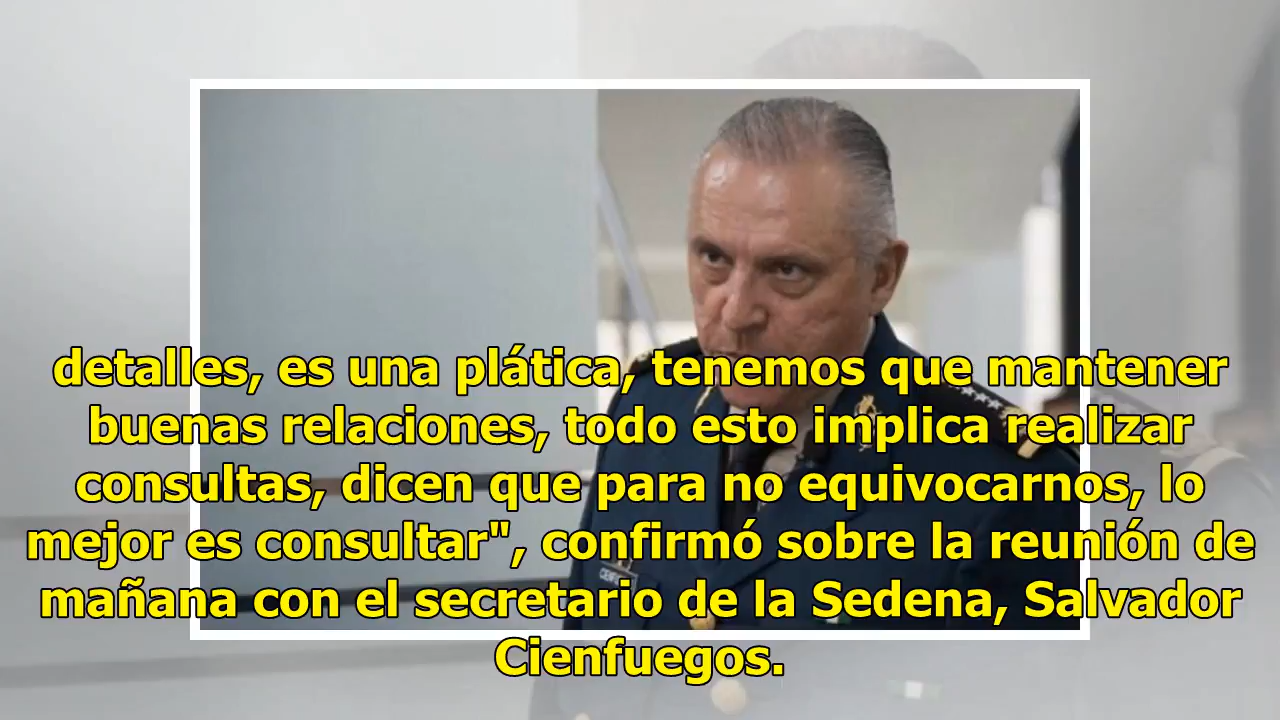 detalles, es una plática, tenemos que mantener
buenas relaciones, todo esto implica realizar
consultas, dicen que para no equivocarnos, lo
mejor es consultar", confirmó sobre la reunión de
mañana con el secretario de la Sedena, Salvador
Cienfuegos.